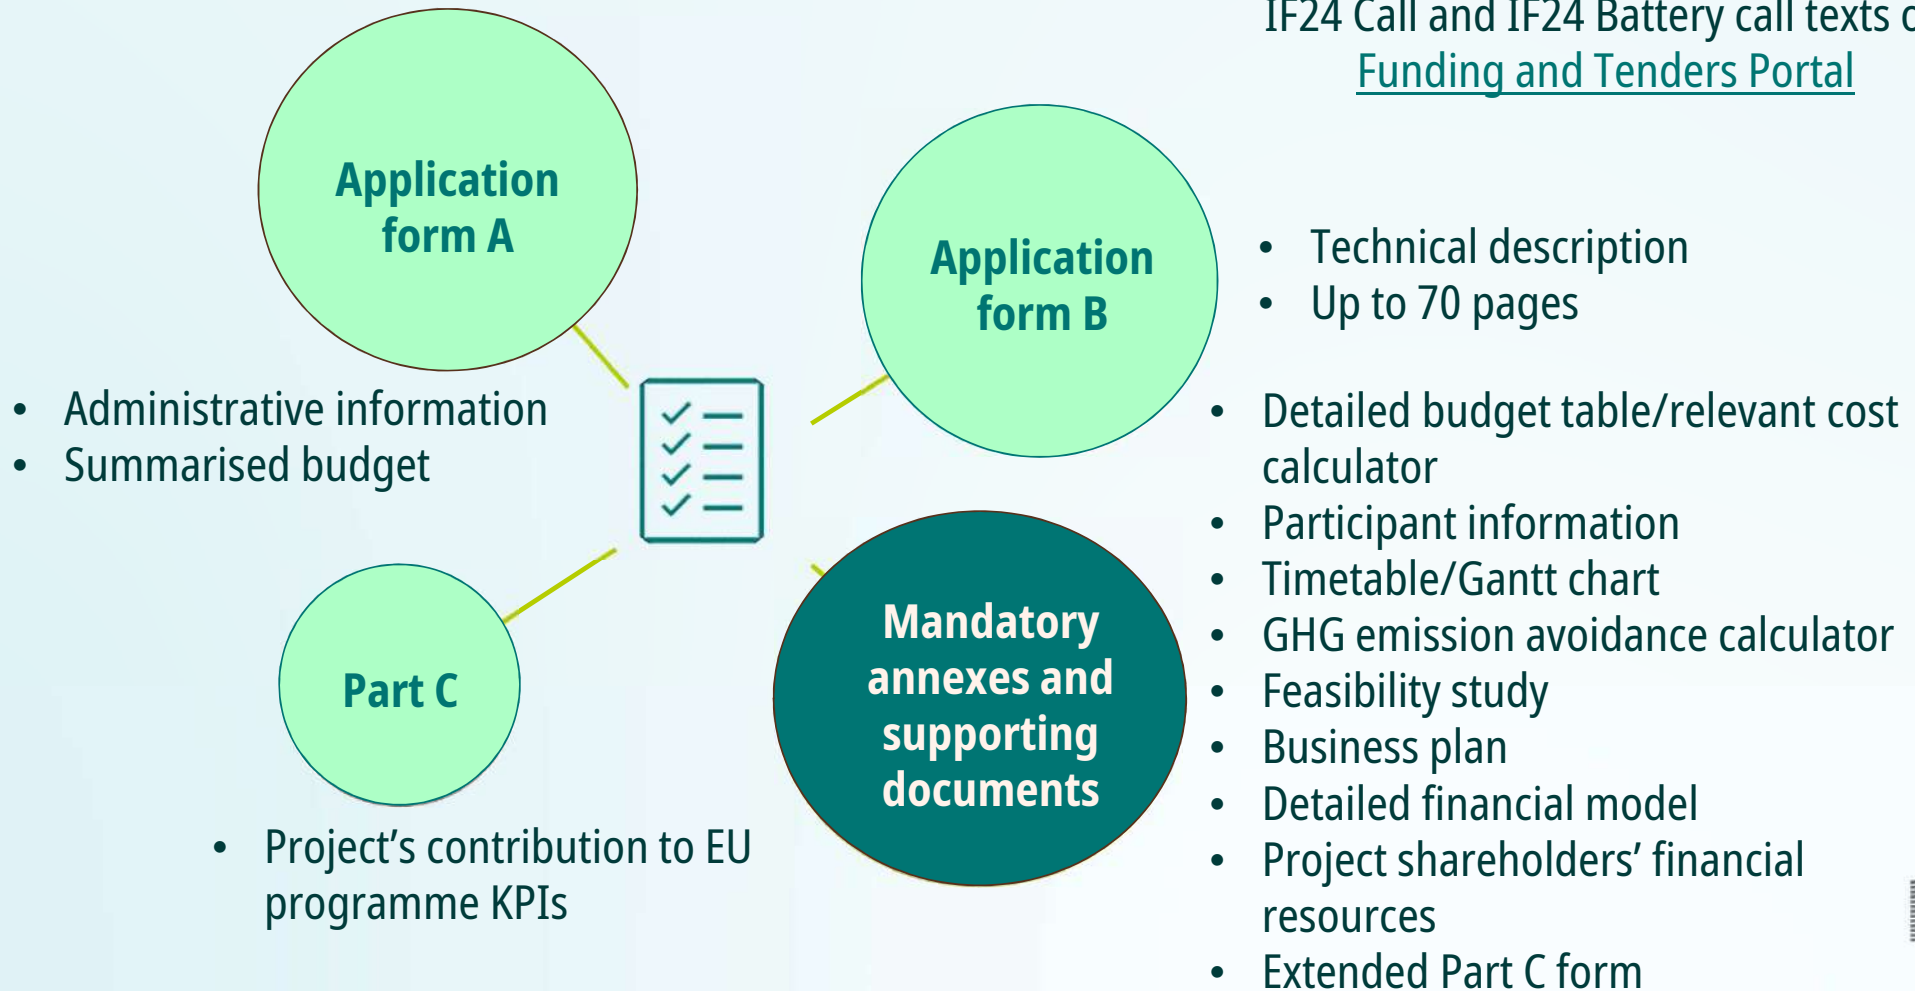 IF24 Call and IF24 Battery call texts
Funding and Tenders Portal
Application
form A
• Administrative information
• Summarised budget
Application
form B
• Technical description
• Up to 70 pages
Part C
• Project’s contribution to EU
programme KPIs
Mandatory
annexes and
supporting
documents
• Detailed budget table/relevant cost
calculator
• Participant information
• Timetable/Gantt chart
• GHG emission avoidance calculator
• Feasibility study
• Business plan
• Detailed financial model
• Project shareholders’ financial
resources
• Extended Part C form